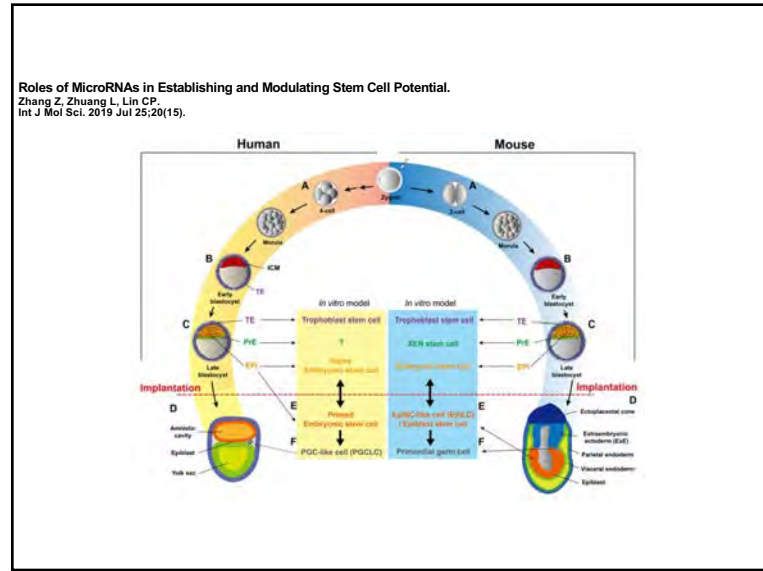 Roles of MicroRNAs in Establishing and Modulating Stem Cell Potential.
Zhang Z, Zhuang L, Lin CP.
Int J Mol Sci. 2019 Jul 25;20(15).
Human
Mouse
A
4-cell
Zygote
2-cell
A
Morula
Morula
B
ICM
TE
Early
blastocyst
B
Early
blastocyst
In vitro model
In vitro model
C
TE
Trophoblast stem cell
Trophoblast stem cell
TE
C
PrE
?
XEN stem cell
PrE
EPI
Naive
Embryonic stem cell
Embryonic stem cell
EPI
Late
blastocyst
Late
blastocyst
Implantation
Implantation
D
E
Primed
Embryonic stem cell
EpiSC-like cell (EpiLC)
/ Epiblast stem cell
E
D
Amniotic
cavity
Epiblast
Yolk sac
F
PGC-like cell (PGCLC)
Primordial germ cell
F
Ectoplacental cone
Extraembryonic
ectoderm (ExE)
Parietal endoderm
Visceral endoderm
Epiblast